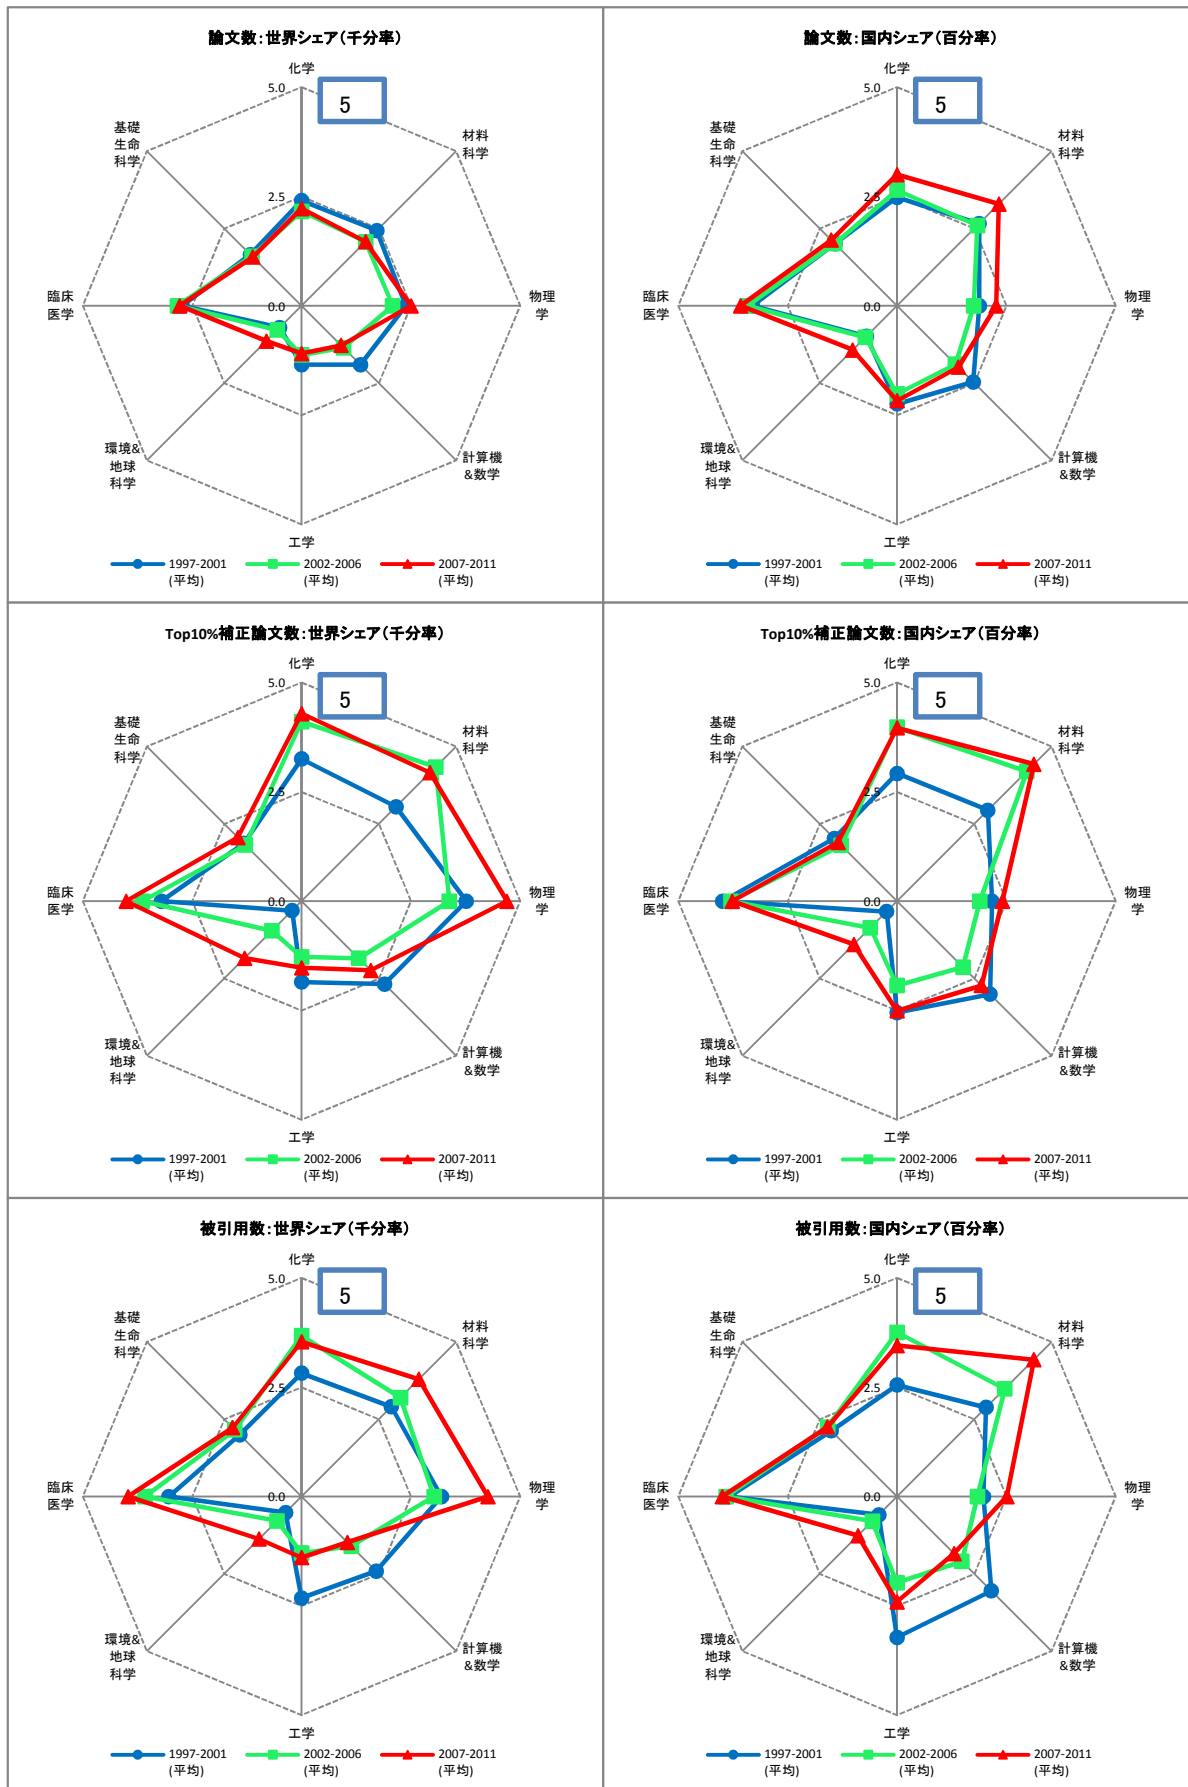 論文数：世界シェア（千分率）
化学
5.0
5
材料
科学
基礎
生命
科学
2.5
臨床
医学
0.0
物理
学
環境&
地球
科学
計算機
&数学
工学
1997-2001
(平均)
2002-2006
(平均)
2007-2011
(平均)
論文数：国内シェア（百分率）
化学
5.0
5
材料
科学
基礎
生命
科学
2.5
臨床
医学
0.0
物理
学
環境&
地球
科学
計算機
&数学
工学
1997-2001
(平均)
2002-2006
(平均)
2007-2011
(平均)
Top10%補正論文数：世界シェア（千分率）
化学
5.0
5
材料
科学
基礎
生命
科学
2.5
臨床
医学
0.0
物理
学
環境&
地球
科学
計算機
&数学
工学
1997-2001
(平均)
2002-2006
(平均)
2007-2011
(平均)
Top10%補正論文数：国内シェア（百分率）
化学
5.0
5
材料
科学
基礎
生命
科学
2.5
臨床
医学
0.0
物理
学
環境&
地球
科学
計算機
&数学
工学
1997-2001
(平均)
2002-2006
(平均)
2007-2011
(平均)
被引用数：世界シェア（千分率）
化学
5.0
5
材料
科学
基礎
生命
科学
2.5
臨床
医学
0.0
物理
学
環境&
地球
科学
計算機
&数学
工学
1997-2001
(平均)
2002-2006
(平均)
2007-2011
(平均)
被引用数：国内シェア（百分率）
化学
5.0
5
材料
科学
基礎
生命
科学
2.5
臨床
医学
0.0
物理
学
環境&
地球
科学
計算機
&数学
工学
1997-2001
(平均)
2002-2006
(平均)
2007-2011
(平均)